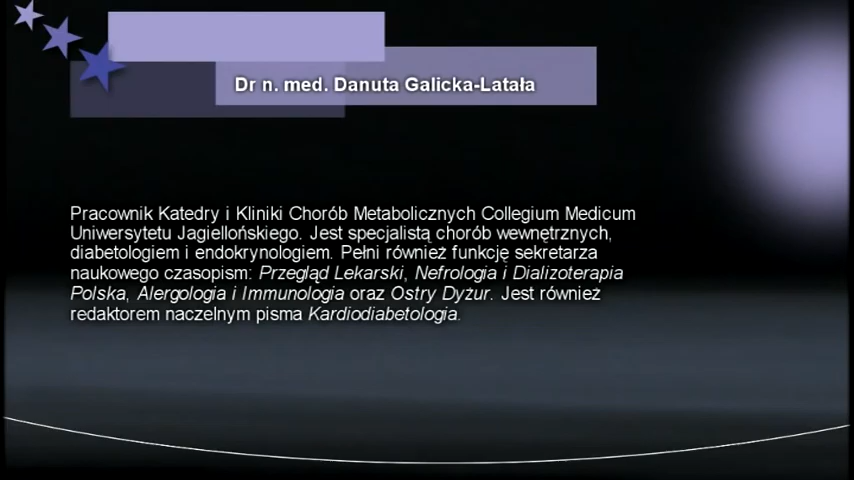 Dr n. med. Danuta Galicka-Latała
Pracownik Katedry i Kliniki Chorób Metabolicznych Collegium Medicum
Uniwersytetu Jagiellońskiego. Jest specjalistą chorób wewnętrznych,
diabetologiem i endokrynologiem. Pełni również funkcję sekretarza
naukowego czasopism: Przegląd Lekarski, Nefrologia i Dializoterapia
Polska, Alergologia i Immunologia oraz Ostry Dyżur. Jest również
redaktorem naczelnym pisma Kardiodiabetologia.